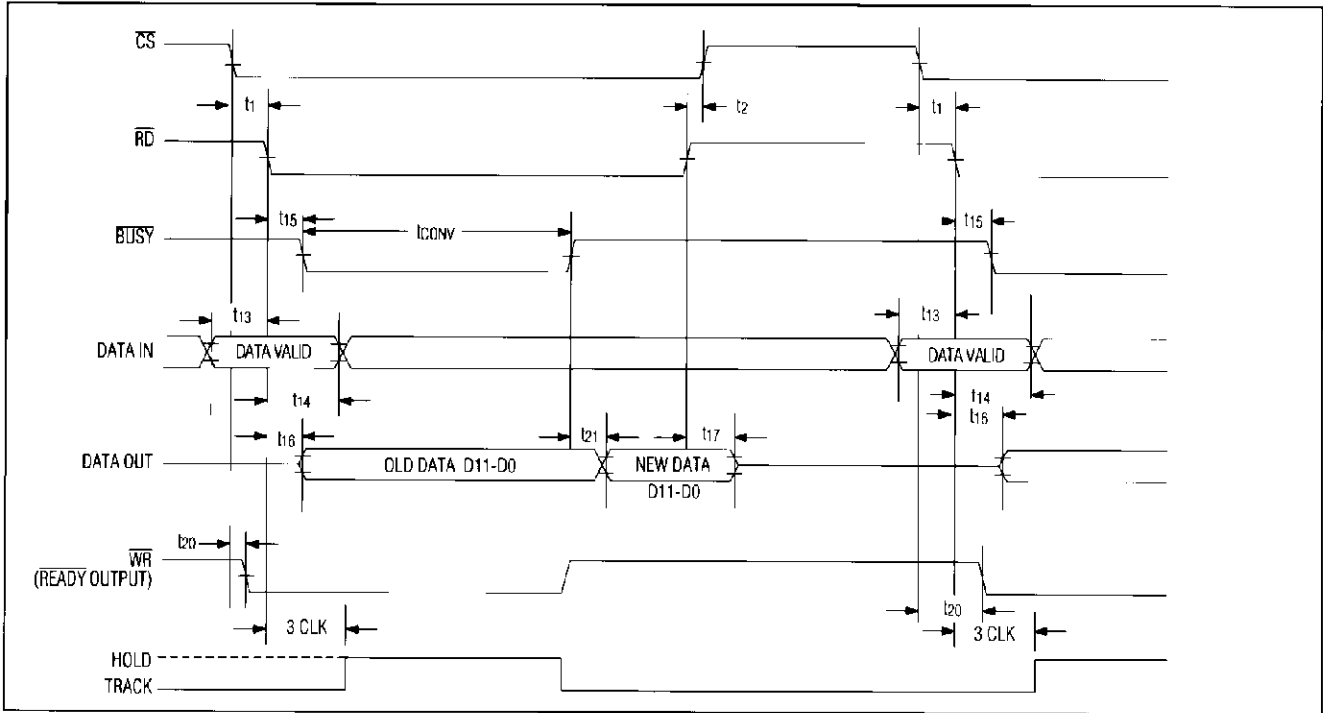 CS
t1
t2
t1
RD
t15
tCONV
t15
BUSY
t13
t13
DATA IN
DATA VALID
DATA VALID
t14
t14
t16
t16
t21
t17
DATA OUT
OLD DATA D11-D0
NEW DATA
D11-D0
t20
WR
(READY OUTPUT)
t20
3 CLK
3 CLK
HOLD
TRACK